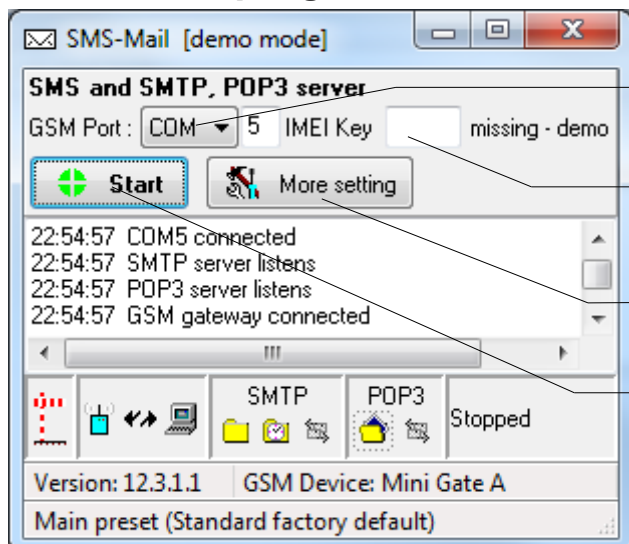 SMS-Mail [demo mode]
SMS and SMTP, POP3 server
GSM Port : COM 5 IMEI Key missing - demo
Start More setting
22:54:57 COM5 connected
22:54:57 SMTP server listens
22:54:57 POP3 server listens
22:54:57 GSM gateway connected
SMTP POP3
Stopped
Version: 12.3.1.1 GSM Device: Mini Gate A
Main preset (Standard factory default)